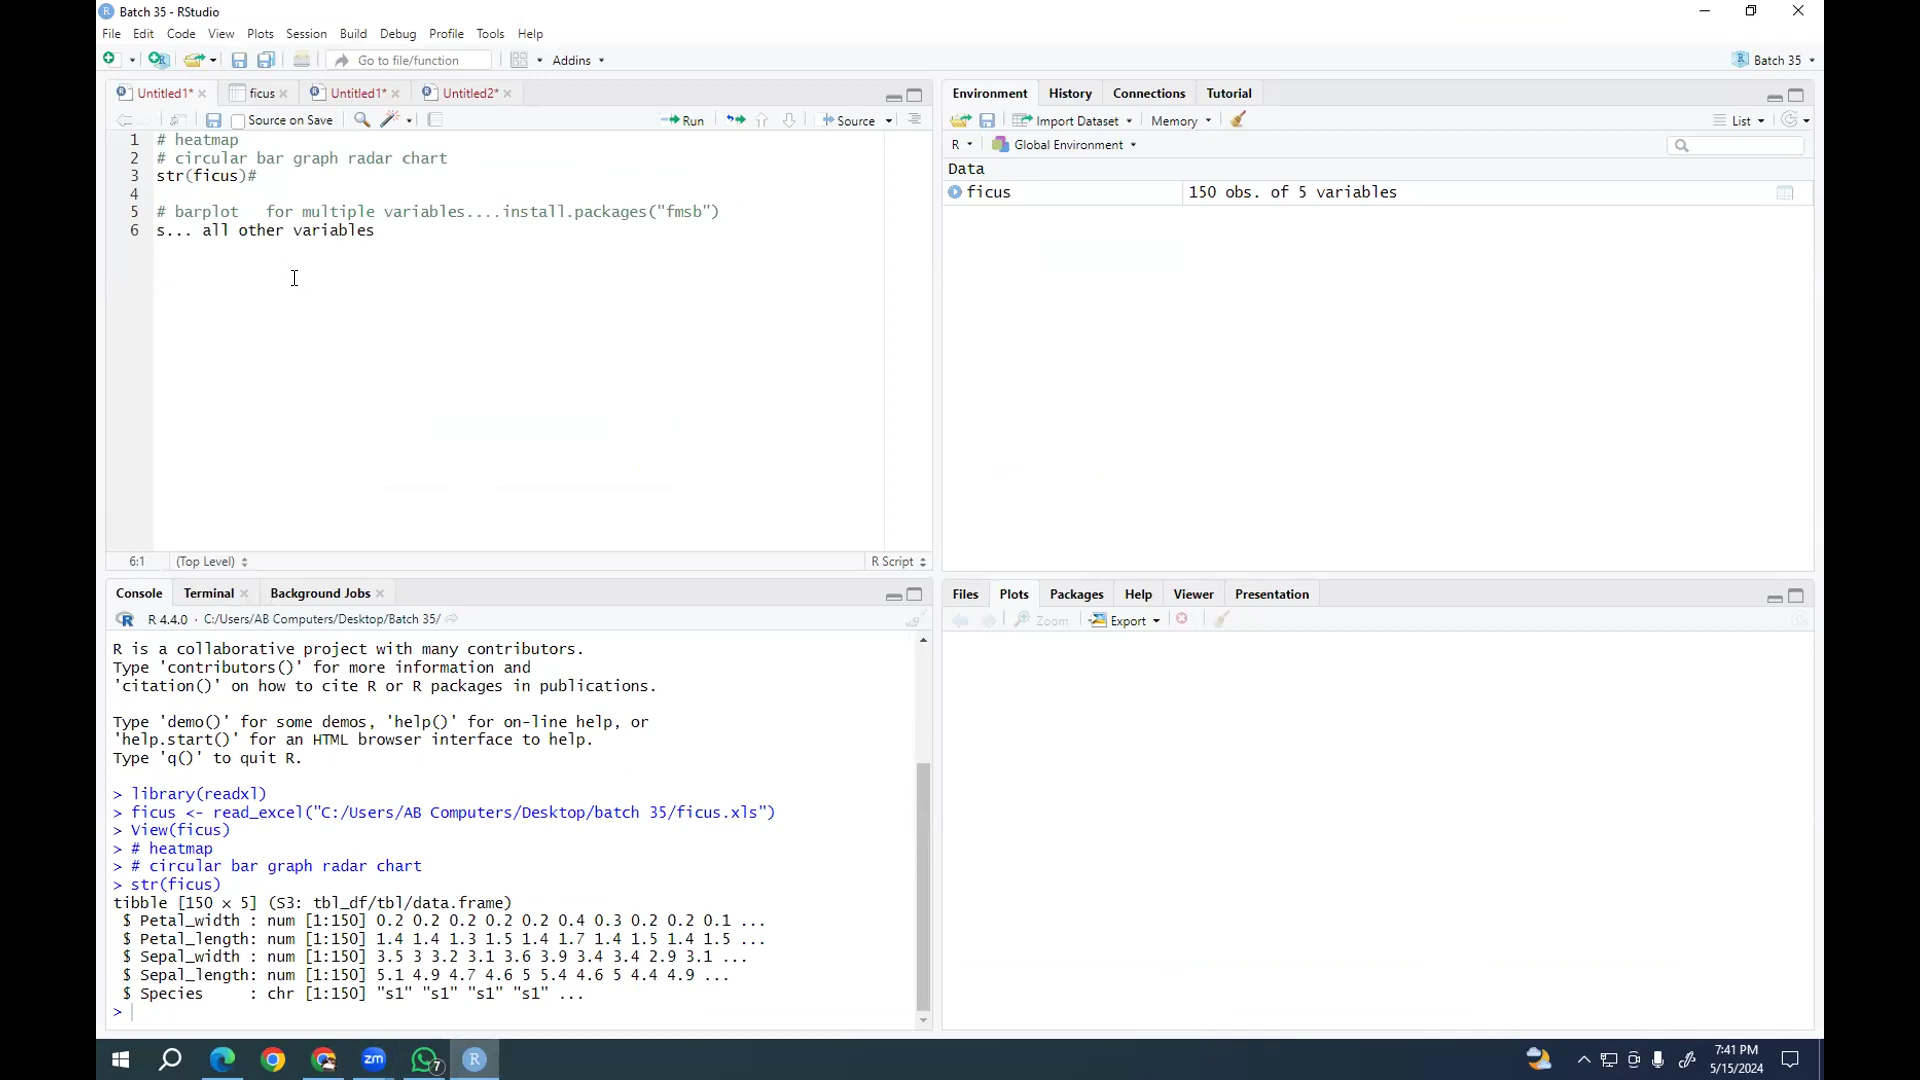 Batch 35 - RStudio
File Edit Code View Plots Session Build Debug Profile Tools Help
Go to file/function Addins Batch 35
Untitled1* ficus Untitled1* Untitled2*
Source on Save Run Source
1 # heatmap
2 # circular bar graph radar chart
3 str(ficus)#
4
5 # barplot   for multiple variables....install.packages("fmsb")
6 s... all other variables
6:1 (Top Level) R Script
Console Terminal Background Jobs
R 4.4.0 · C:/Users/AB Computers/Desktop/Batch 35/
R is a collaborative project with many contributors.
Type 'contributors()' for more information and
'citation()' on how to cite R or R packages in publications.
Type 'demo()' for some demos, 'help()' for on-line help, or
'help.start()' for an HTML browser interface to help.
Type 'q()' to quit R.
> library(readxl)
> ficus <- read_excel("C:/Users/AB Computers/Desktop/batch 35/ficus.xls")
> View(ficus)
> # heatmap
> # circular bar graph radar chart
> str(ficus)
tibble [150 × 5] (S3: tbl_df/tbl/data.frame)
$ Petal_width : num [1:150] 0.2 0.2 0.2 0.2 0.2 0.4 0.3 0.2 0.2 0.1 ...
$ Petal_length: num [1:150] 1.4 1.4 1.3 1.5 1.4 1.7 1.4 1.5 1.4 1.5 ...
$ Sepal_width : num [1:150] 3.5 3 3.2 3.1 3.6 3.9 3.4 3.4 2.9 3.1 ...
$ Sepal_length: num [1:150] 5.1 4.9 4.7 4.6 5 5.4 4.6 5 4.4 4.9 ...
$ Species     : chr [1:150] "s1" "s1" "s1" "s1" ...
>
Environment History Connections Tutorial
Import Dataset Memory List
R Global Environment
Data
ficus 150 obs. of 5 variables
Files Plots Packages Help Viewer Presentation
Zoom Export
zm 7 R
7:41 PM
5/15/2024